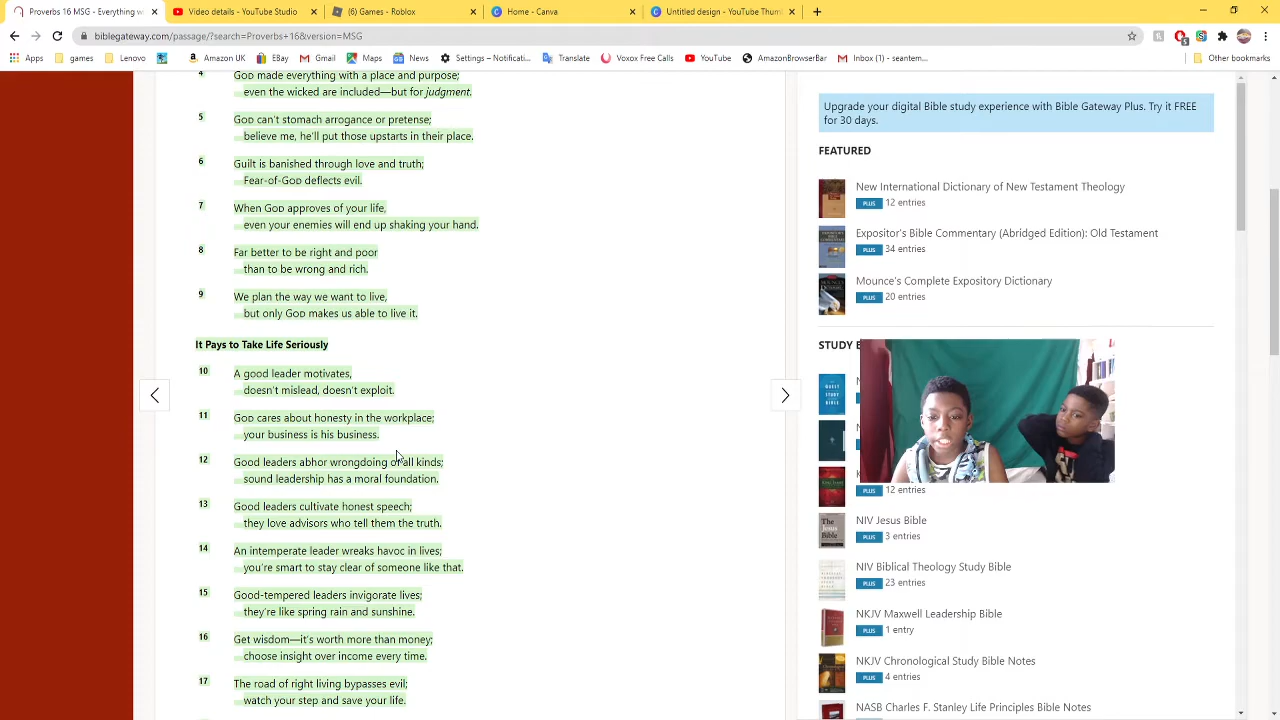 Proverbs 16 MSG - Everything w
Video details - YouTube Studio
(6) Games - Roblox
Home - Canva
Untitled design - YouTube Thum
biblegateway.com/passage/?search=Proverbs+16&version=MSG
Apps
games
Lenovo
Amazon UK
EBay
Gmail
Maps
News
Settings – Notificati...
Translate
Voxox Free Calls
YouTube
AmazonBrowserBar
Inbox (1) - seantem...
Other bookmarks
4 God made everything with a place and purpose;
even the wicked are included—but for judgment.
5 God can't stomach arrogance or pretense;
believe me, he'll put those upstarts in their place.
6 Guilt is banished through love and truth;
Fear-of-God deflects evil.
7 When God approves of your life,
even your enemies will end up shaking your hand.
8 Far better to be right and poor
than to be wrong and rich.
9 We plan the way we want to live,
but only God makes us able to live it.
It Pays to Take Life Seriously
10 A good leader motivates,
doesn't mislead, doesn't exploit.
11 God cares about honesty in the workplace;
your business is his business.
12 Good leaders abhor wrongdoing of all kinds;
sound leadership has a moral foundation.
13 Good leaders cultivate honest speech;
they love advisors who tell them the truth.
14 An intemperate leader wreaks havoc in lives;
you're smart to stay clear of someone like that.
15 Good-tempered leaders invigorate lives;
they're like spring rain and sunshine.
16 Get wisdom—it's worth more than money;
choose insight over income every time.
17 The road of right living bypasses evil;
watch your step and save your life.
Upgrade your digital Bible study experience with Bible Gateway Plus. Try it FREE
for 30 days.
FEATURED
New International Dictionary of New Testament Theology
PLUS 12 entries
Expositor's Bible Commentary (Abridged Edition): Old Testament
PLUS 34 entries
Mounce's Complete Expository Dictionary
PLUS 20 entries
STUDY
PLUS
PLUS
PLUS 12 entries
NIV Jesus Bible
PLUS 3 entries
NIV Biblical Theology Study Bible
PLUS 23 entries
NKJV Maxwell Leadership Bible
PLUS 1 entry
NKJV Chronological Study Bible Notes
PLUS 4 entries
NASB Charles F. Stanley Life Principles Bible Notes
PLUS